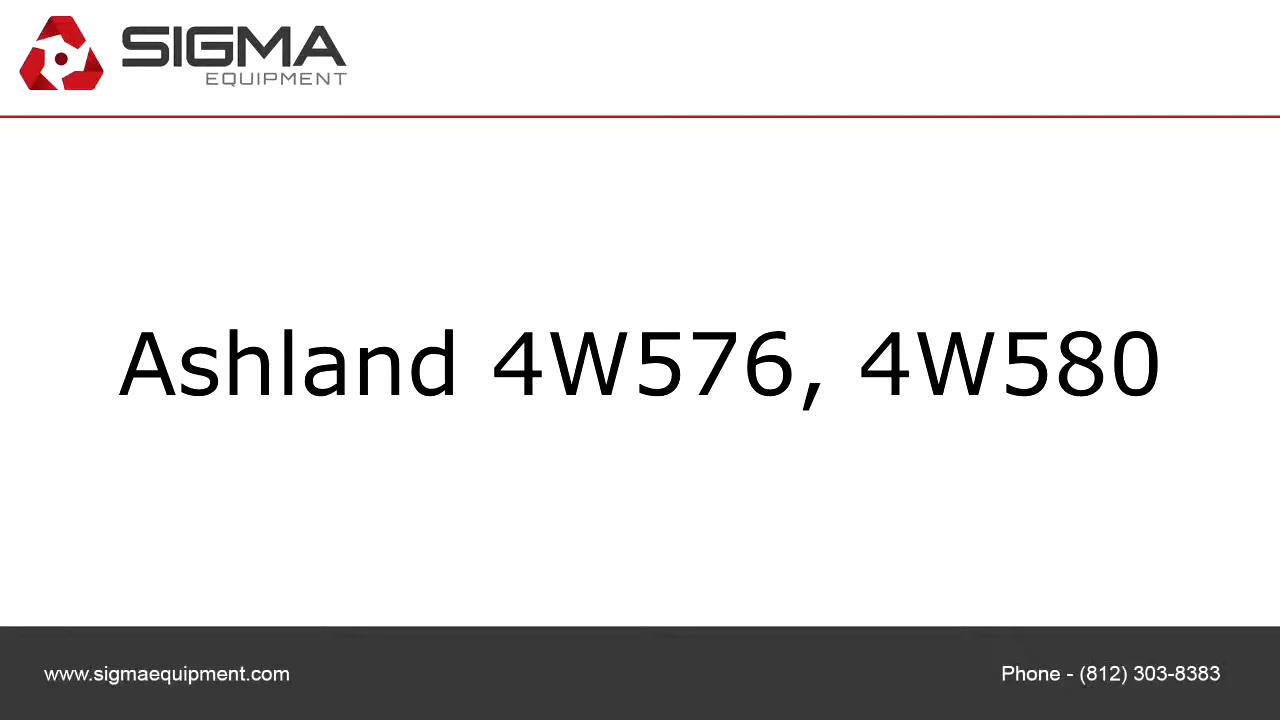 SIGMA
EQUIPMENT
Ashland 4W576, 4W580
www.sigmaequipment.com
Phone - (812) 303-8383